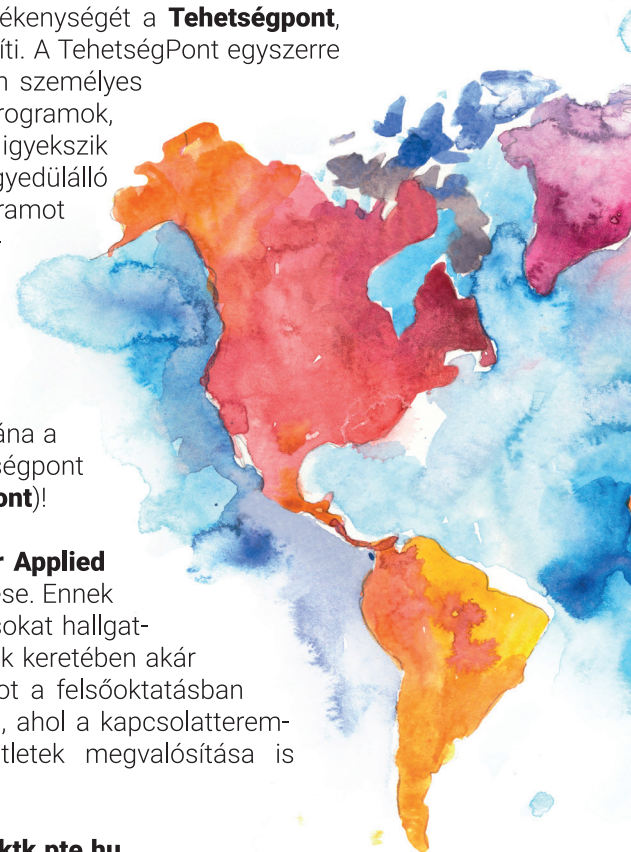 ékenységét a Tehetségpont,
íti. A TehetségPont egyszerre
személyes
rogramok,
igyekszik
gyedülálló
ramot
ána a
ségpont
ont)!
r Applied
ese. Ennek
sokat hallgat-
k keretében akár
ot a felsőoktatásban
, ahol a kapcsolatterem-
tletek megvalósítása is
ktk.pte.hu